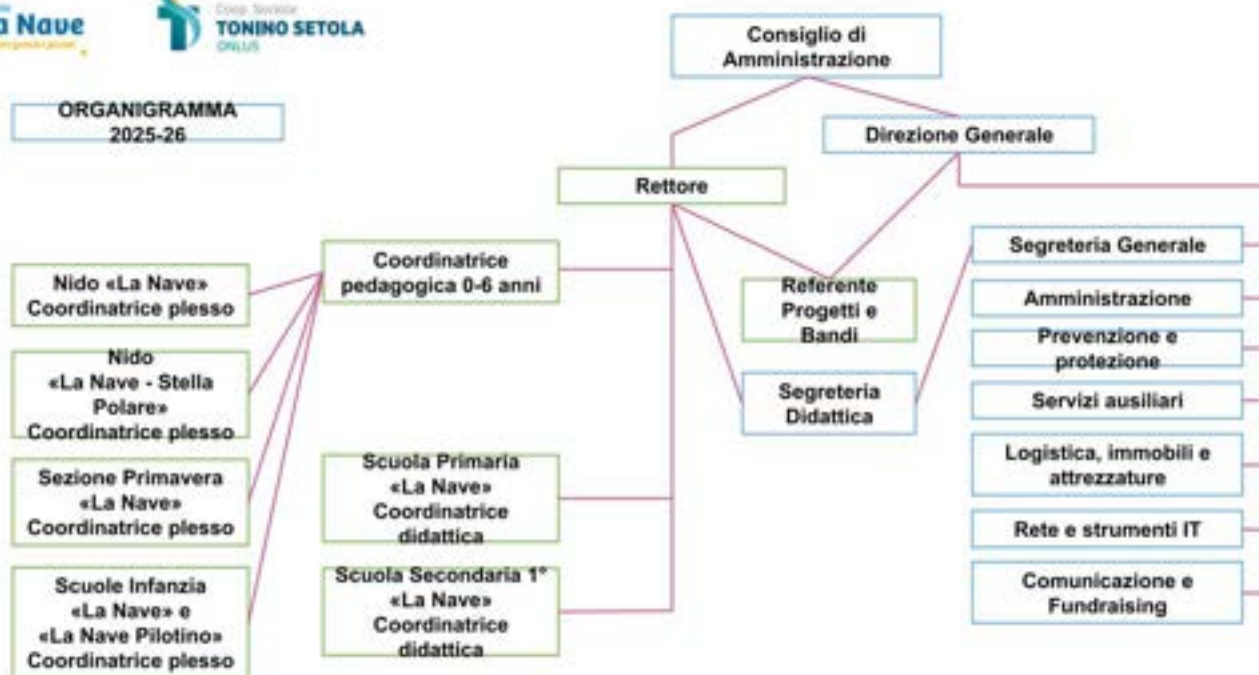 a Nave
Coop. Sociale
TONINO SETOLA
ONLUS
ORGANIGRAMMA
2025-26
Consiglio di
Amministrazione
Direzione Generale
Rettore
Coordinatrice
pedagogica 0-6 anni
Nido «La Nave»
Coordinatrice plesso
Nido
«La Nave - Stella
Polare»
Coordinatrice plesso
Sezione Primavera
«La Nave»
Coordinatrice plesso
Scuole Infanzia
«La Nave» e
«La Nave Pilotino»
Coordinatrice plesso
Scuola Primaria
«La Nave»
Coordinatrice
didattica
Scuola Secondaria 1°
«La Nave»
Coordinatrice
didattica
Referente
Progetti e
Bandi
Segreteria
Didattica
Segreteria Generale
Amministrazione
Prevenzione e
protezione
Servizi ausiliari
Logistica, immobili e
attrezzature
Rete e strumenti IT
Comunicazione e
Fundraising